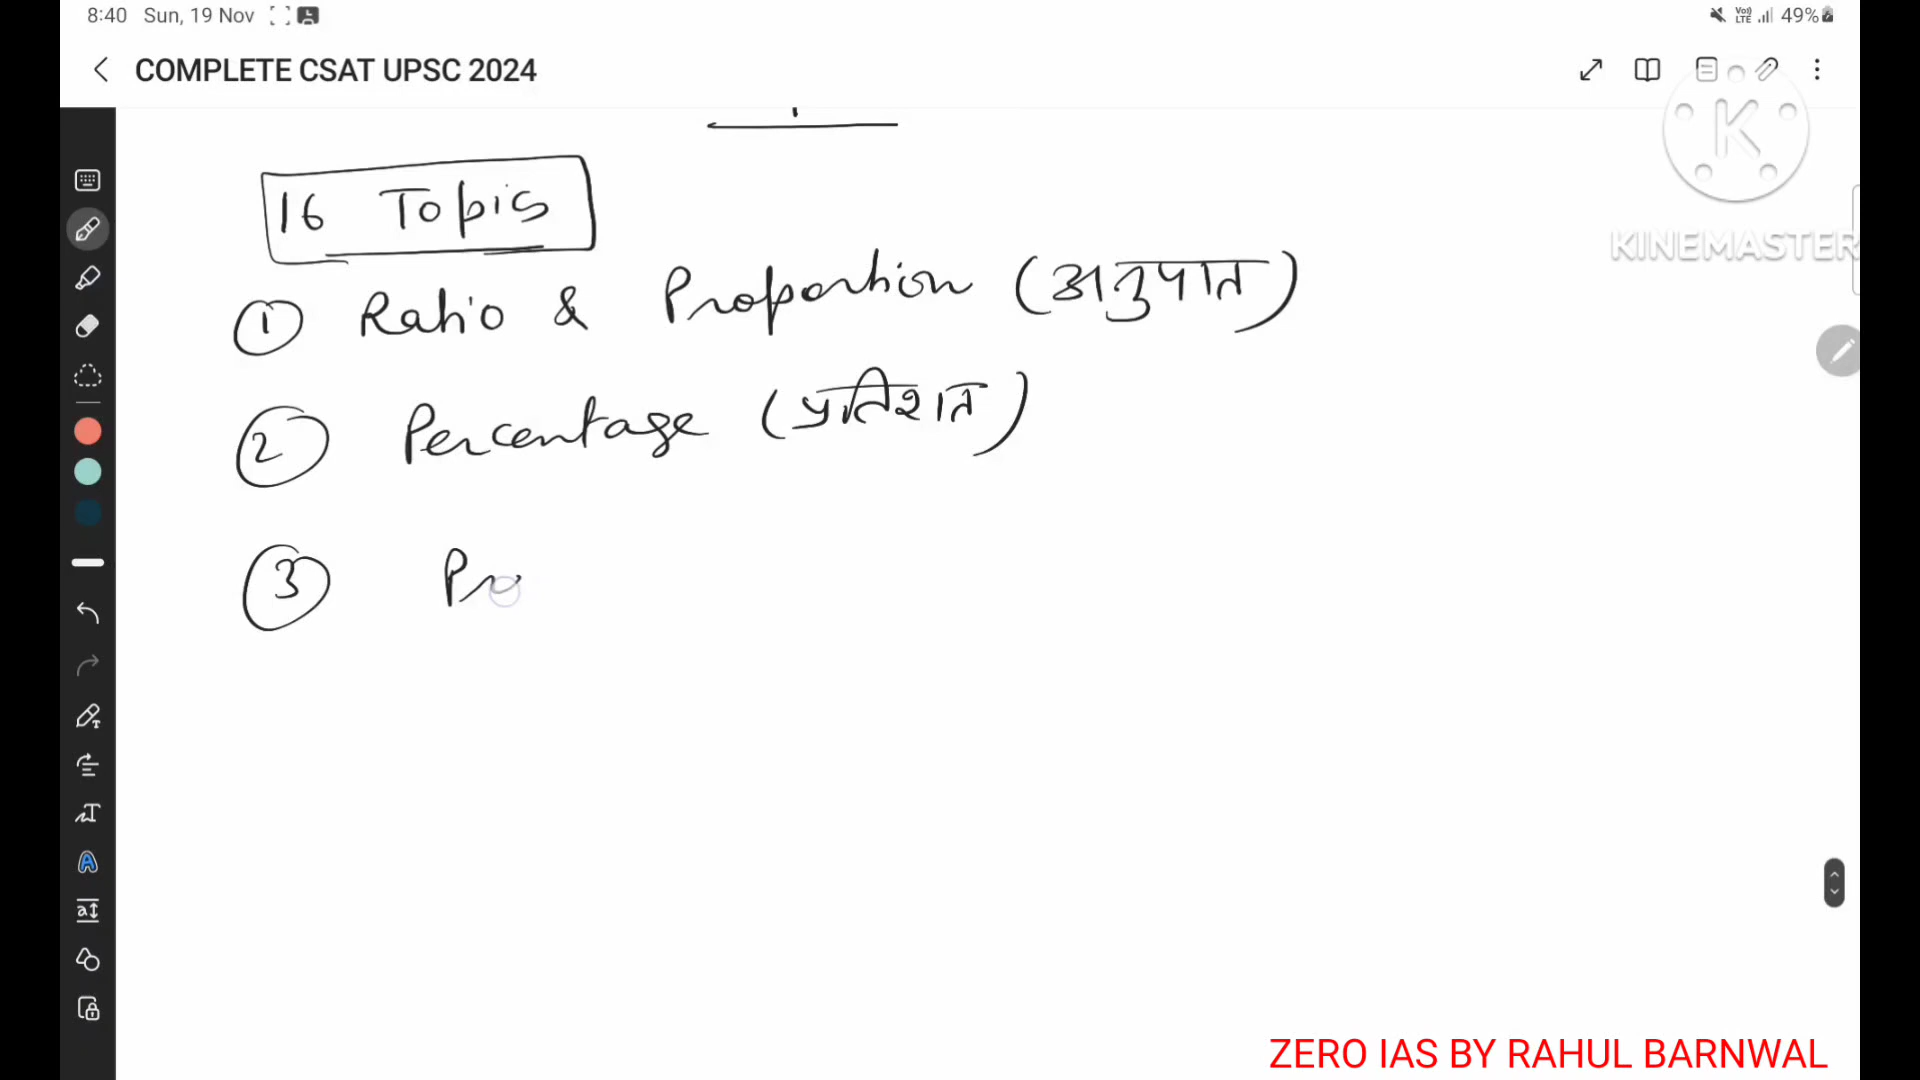 8:40 Sun, 19 Nov 49%
COMPLETE CSAT UPSC 2024
K
KINEMASTER
16 Topics
① Ratio & Proportion (अनुपात)
② Percentage (प्रतिशत)
③ Pro
ZERO IAS BY RAHUL BARNWAL